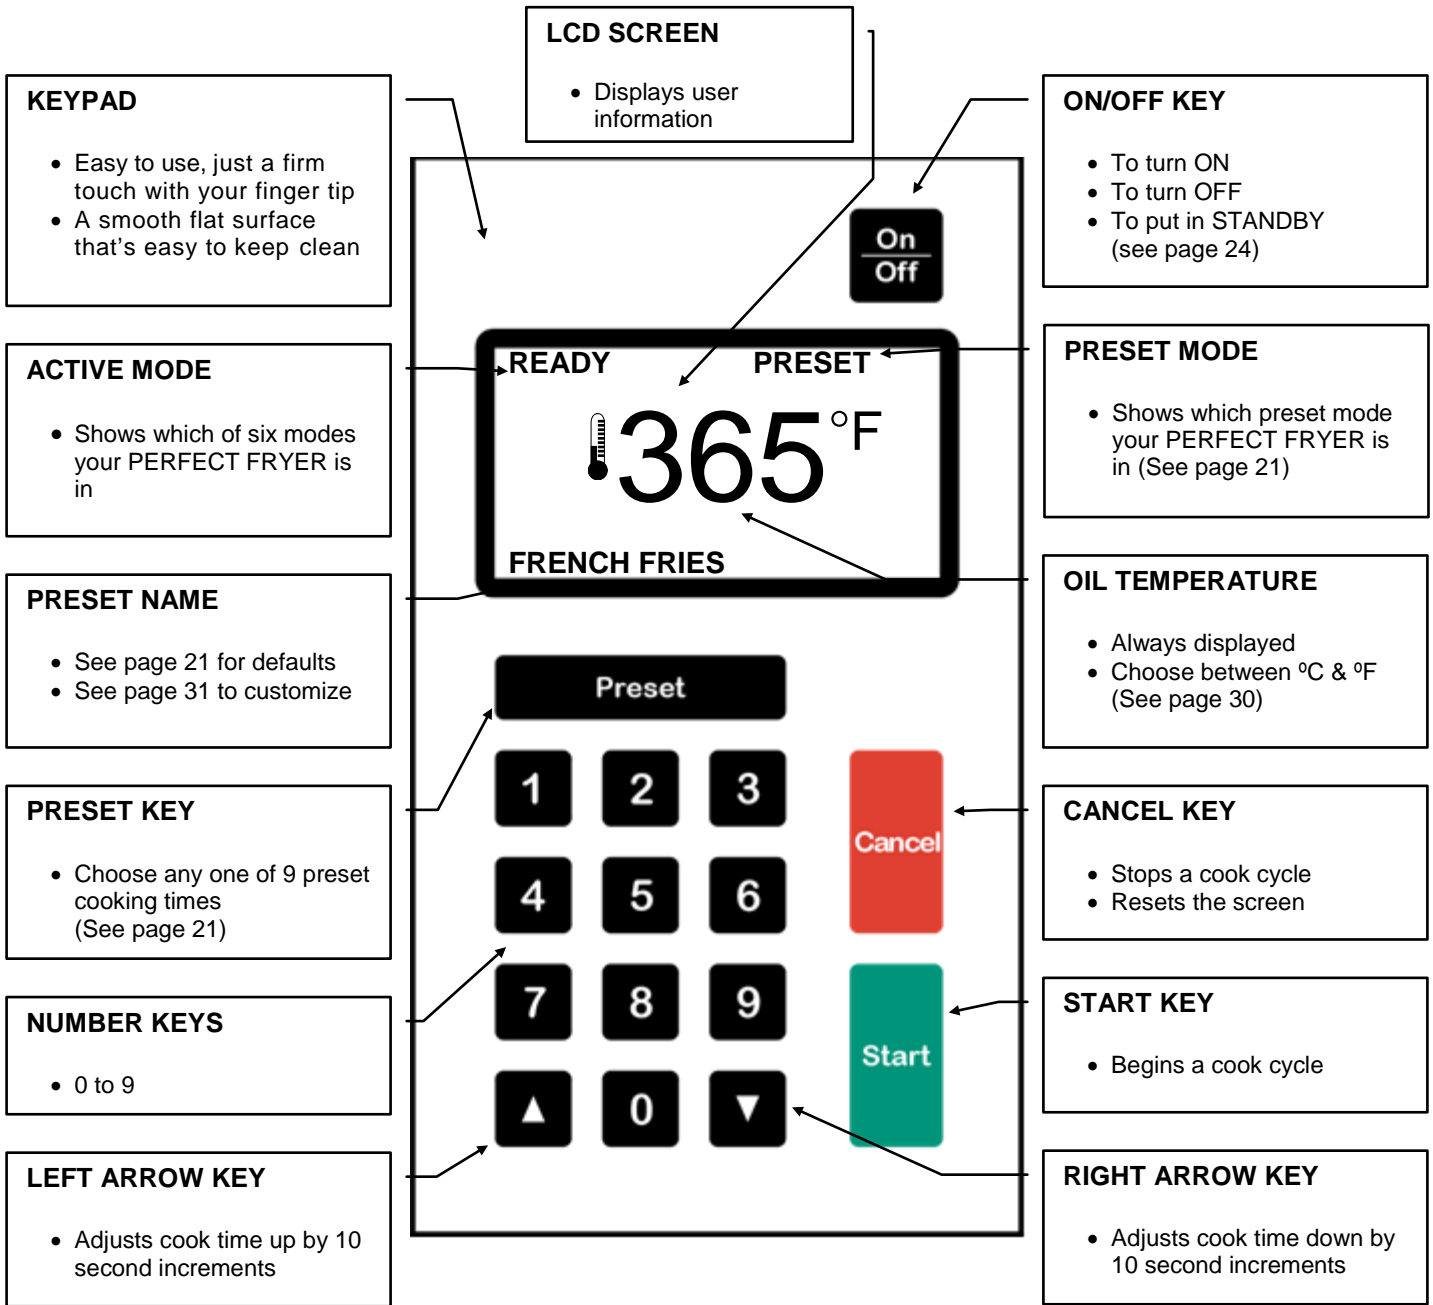 LCD SCREEN
• Displays user
information
KEYPAD
• Easy to use, just a firm
touch with your finger tip
• A smooth flat surface
that's easy to keep clean
ON/OFF KEY
• To turn ON
• To turn OFF
• To put in STANDBY
(see page 24)
On
Off
ACTIVE MODE
• Shows which of six modes
your PERFECT FRYER is
in
READY PRESET
365°F
FRENCH FRIES
PRESET MODE
• Shows which preset mode
your PERFECT FRYER is
in (See page 21)
PRESET NAME
• See page 21 for defaults
• See page 31 to customize
OIL TEMPERATURE
• Always displayed
• Choose between ºC & ºF
(See page 30)
Preset
1 2 3
4 5 6
7 8 9
▲ 0 ▼
Cancel
Start
PRESET KEY
• Choose any one of 9 preset
cooking times
(See page 21)
CANCEL KEY
• Stops a cook cycle
• Resets the screen
NUMBER KEYS
• 0 to 9
START KEY
• Begins a cook cycle
LEFT ARROW KEY
• Adjusts cook time up by 10
second increments
RIGHT ARROW KEY
• Adjusts cook time down by
10 second increments